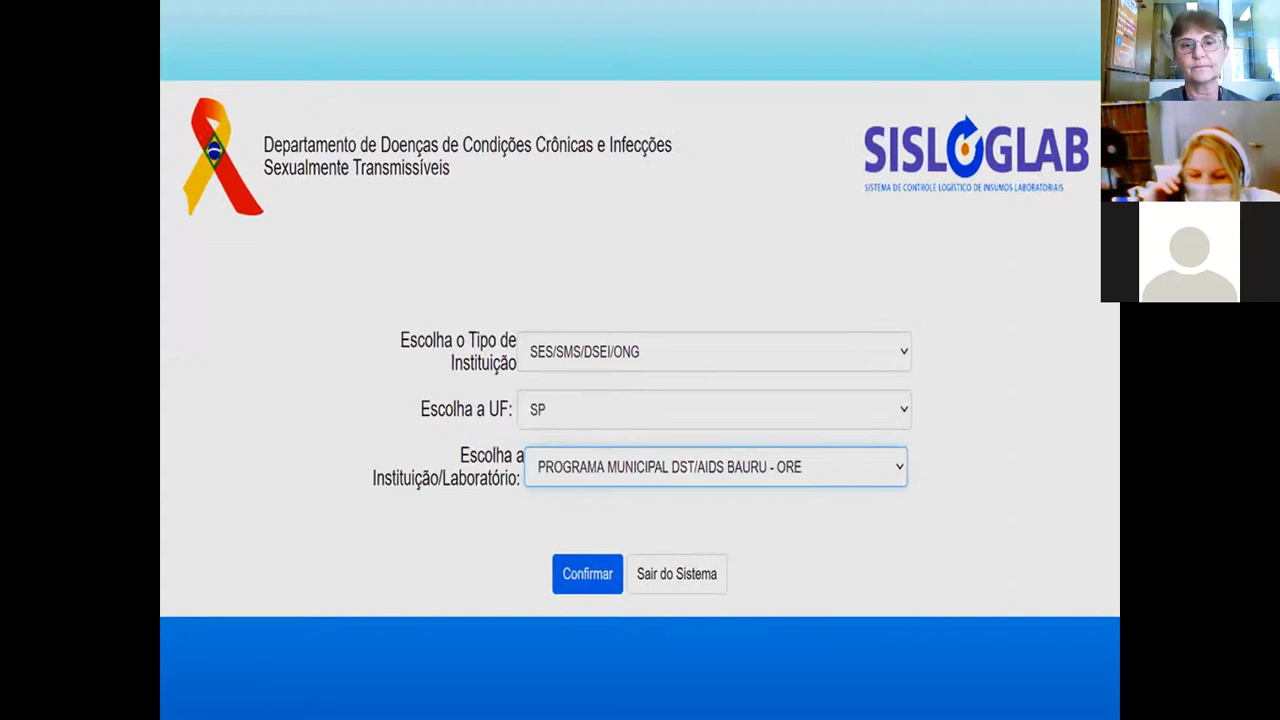 Departamento de Doenças de Condições Crônicas e Infecções
Sexualmente Transmissíveis
SISLOGLAB
SISTEMA DE CONTROLE LOGÍSTICO DE INSUMOS LABORATORIAIS
Escolha o Tipo de
Instituição
SES/SMS/DSEI/ONG
Escolha a UF:
SP
Escolha a
Instituição/Laboratório:
PROGRAMA MUNICIPAL DST/AIDS BAURU - ORE
Confirmar
Sair do Sistema